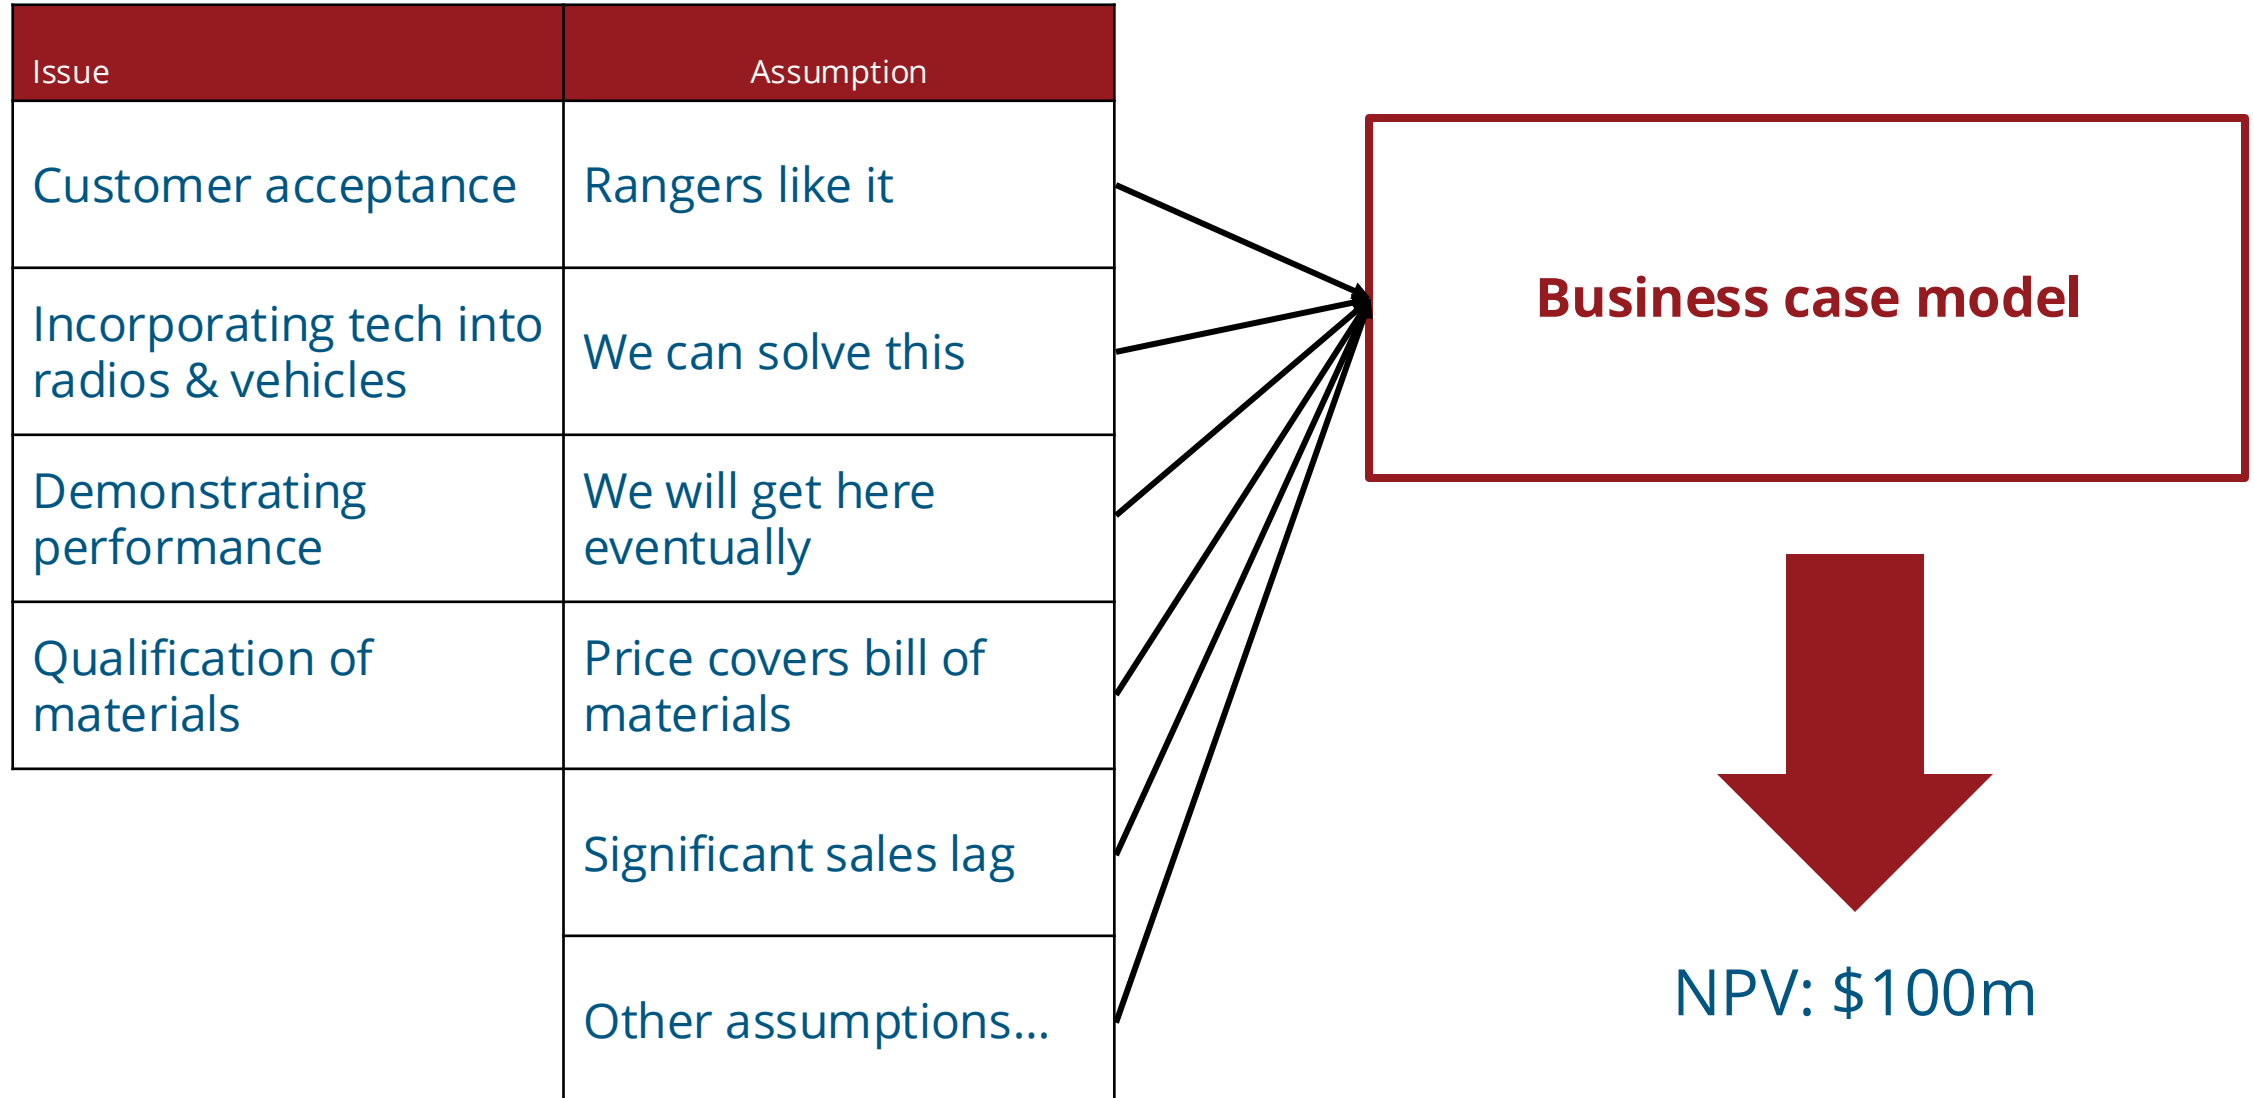 Issue
Assumption
Customer acceptance
Rangers like it
Incorporating tech into
radios & vehicles
We can solve this
Demonstrating
performance
We will get here
eventually
Qualification of
materials
Price covers bill of
materials
Significant sales lag
Other assumptions...
Business case model
NPV: $100m